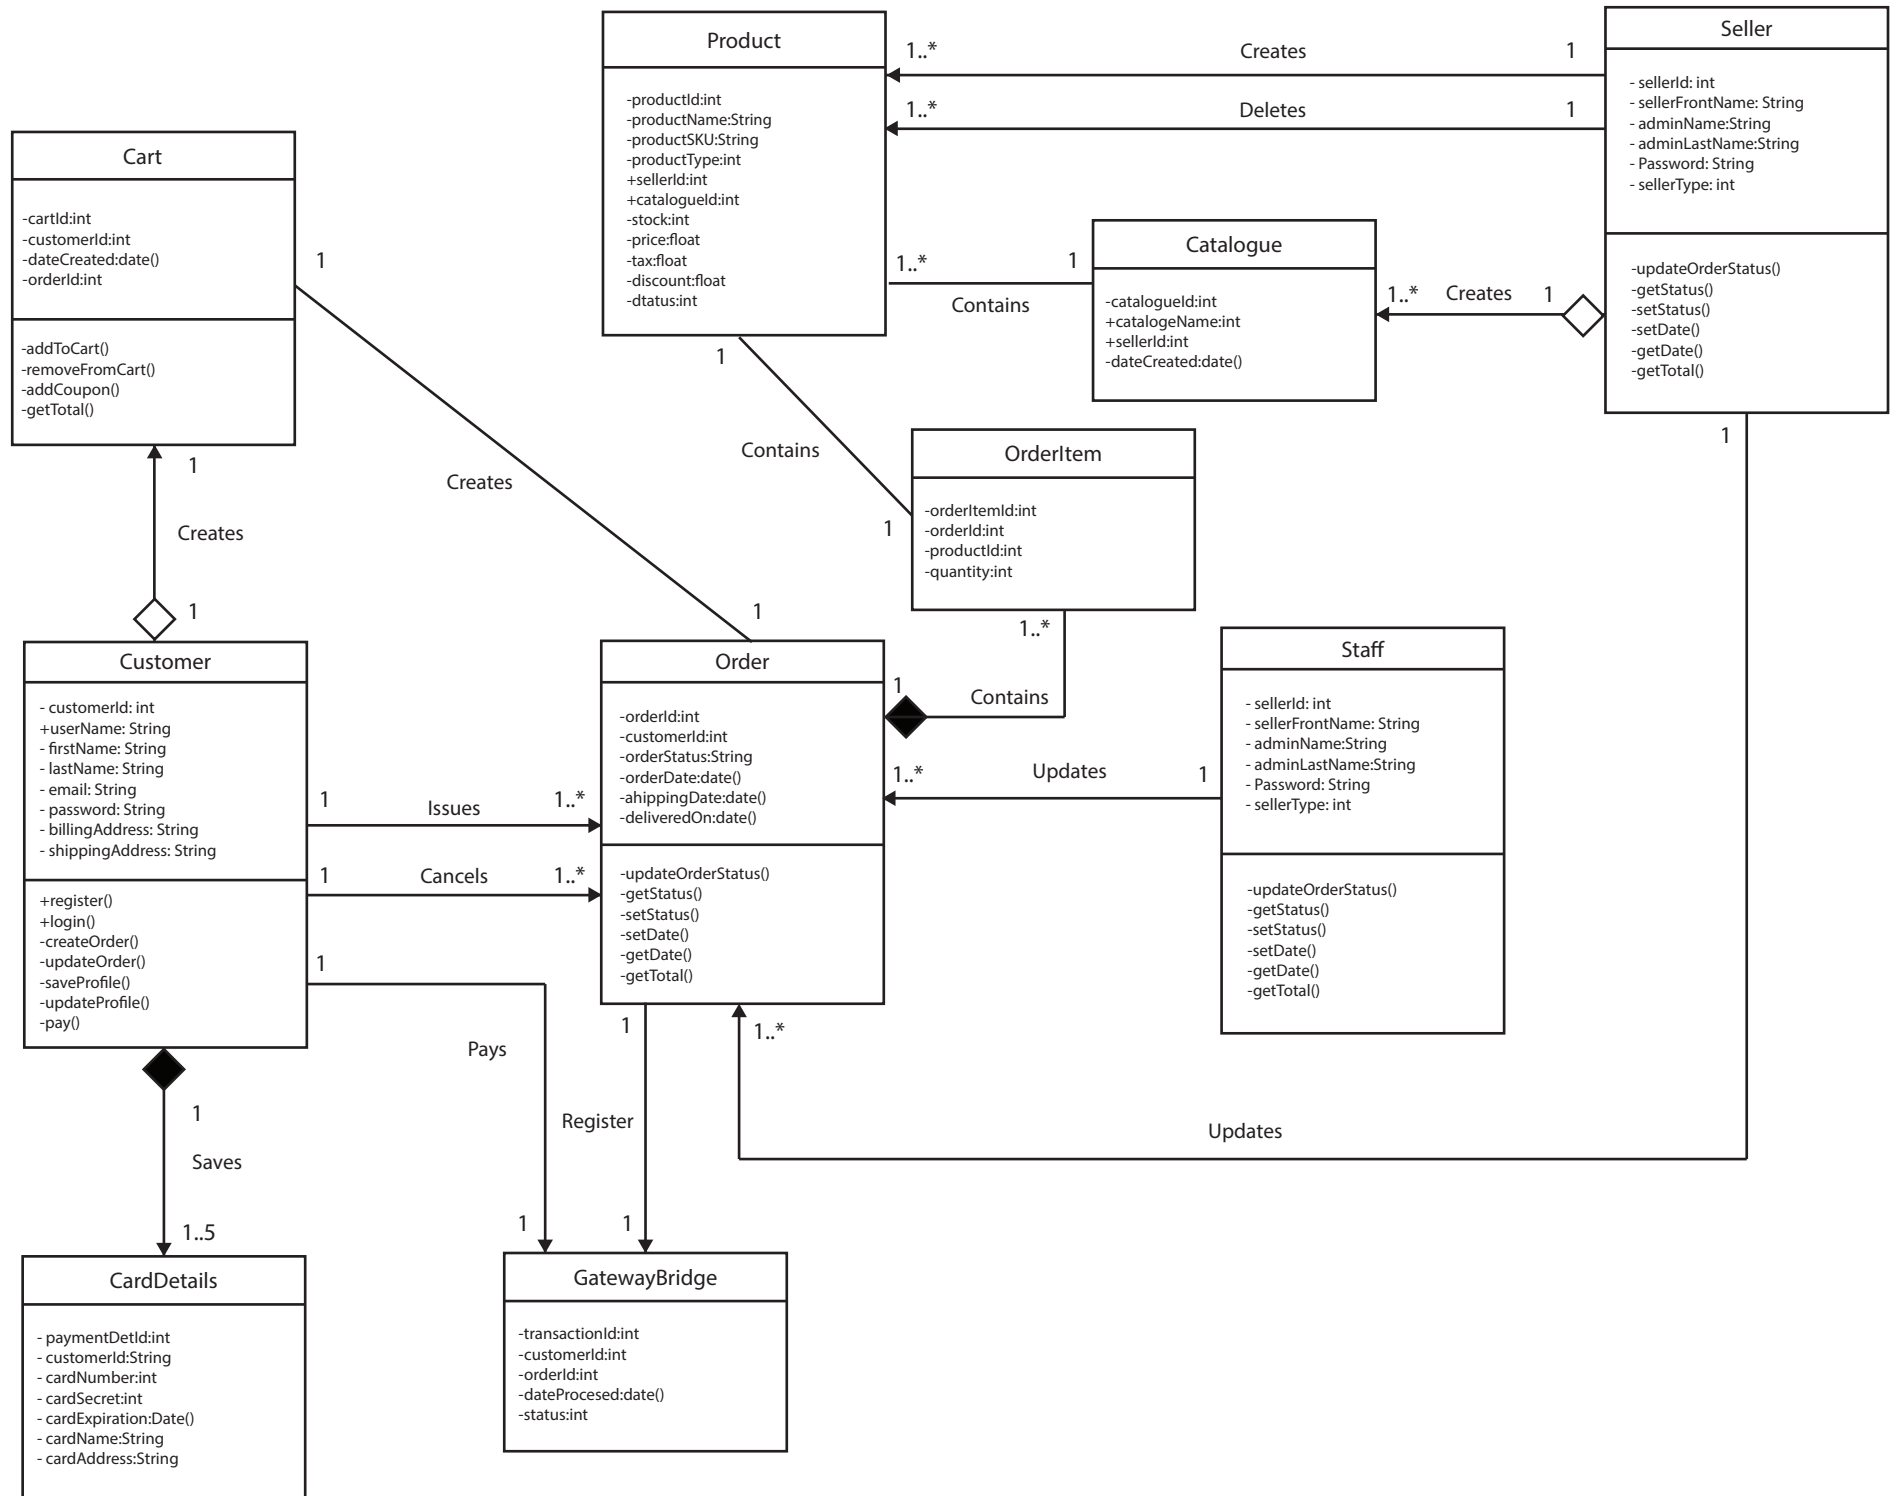 Product
-productId:int
-productName:String
-productSKU:String
-productType:int
+sellerId:int
+catalogueId:int
-stock:int
-price:float
-tax:float
-discount:float
-dtatus:int
1..*
Creates
1
1..*
Deletes
1
Seller
- sellerId: int
- sellerFrontName: String
- adminName:String
- adminLastName:String
- Password: String
- sellerType: int
-updateOrderStatus()
-getStatus()
-setStatus()
-setDate()
-getDate()
-getTotal()
Cart
-cartId:int
-customerId:int
-dateCreated:date()
-orderId:int
-addToCart()
-removeFromCart()
-addCoupon()
-getTotal()
1
1..*
1
Contains
Catalogue
-catalogueId:int
+catalogeName:int
+sellerId:int
-dateCreated:date()
1..*
Creates
1
1
Contains
1
OrderItem
-orderItemId:int
-orderId:int
-productId:int
-quantity:int
1
1
Creates
1
Creates
1
1..*
1
Contains
Customer
- customerId: int
+userName: String
- firstName: String
- lastName: String
- email: String
- password: String
- billingAddress: String
- shippingAddress: String
+register()
+login()
-createOrder()
-updateOrder()
-saveProfile()
-updateProfile()
-pay()
1
Issues
1..*
1
Cancels
1..*
Order
-orderId:int
-customerId:int
-orderStatus:String
-orderDate:date()
-ahippingDate:date()
-deliveredOn:date()
-updateOrderStatus()
-getStatus()
-setStatus()
-setDate()
-getDate()
-getTotal()
1..*
Updates
1
Staff
- sellerId: int
- sellerFrontName: String
- adminName:String
- adminLastName:String
- Password: String
- sellerType: int
-updateOrderStatus()
-getStatus()
-setStatus()
-setDate()
-getDate()
-getTotal()
1
Pays
1
1
Register
1
1..*
Updates
1
Saves
1..5
CardDetails
- paymentDetId:int
- customerId:String
- cardNumber:int
- cardSecret:int
- cardExpiration:Date()
- cardName:String
- cardAddress:String
GatewayBridge
-transactionId:int
-customerId:int
-orderId:int
-dateProcesed:date()
-status:int